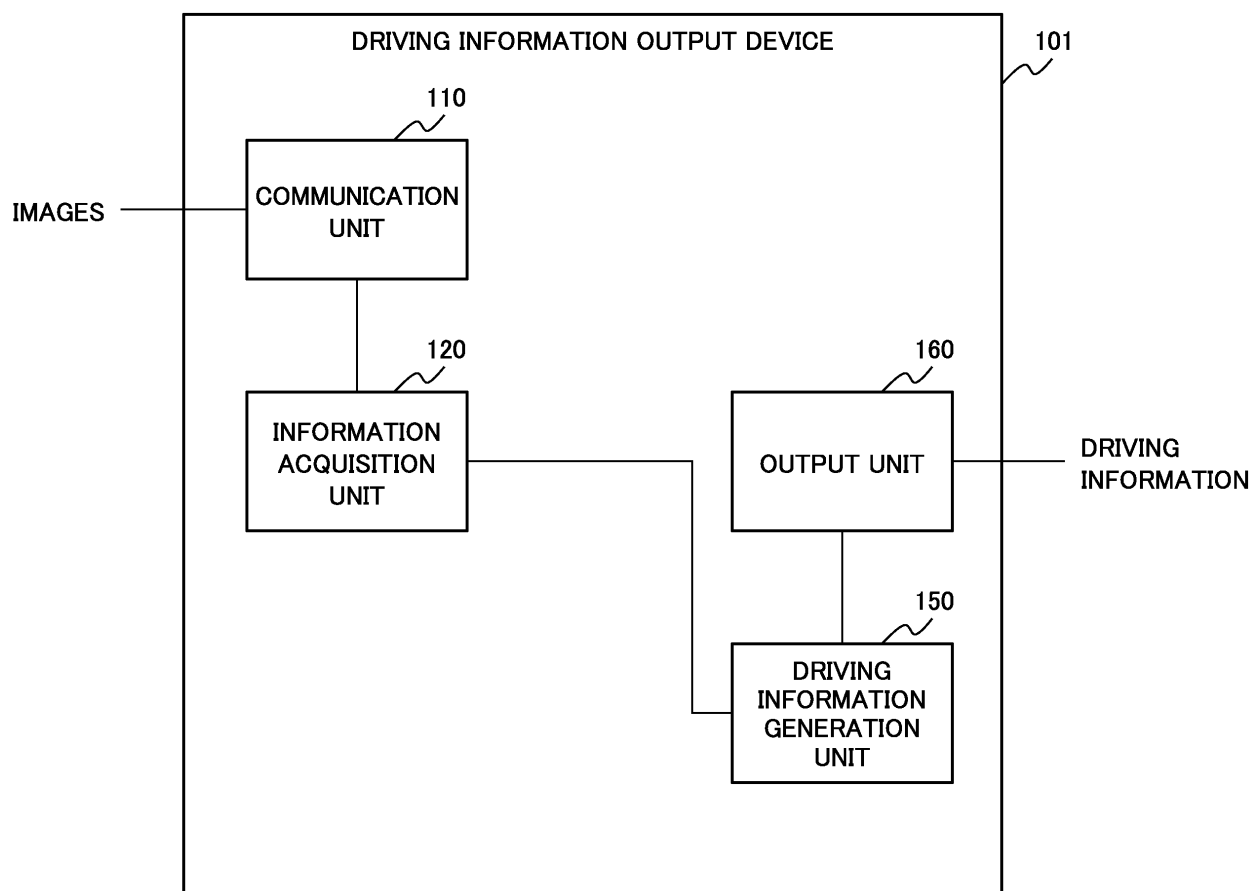 DRIVING INFORMATION OUTPUT DEVICE
101
110
COMMUNICATION
UNIT
IMAGES
120
INFORMATION
ACQUISITION
UNIT
160
OUTPUT UNIT
DRIVING
INFORMATION
150
DRIVING
INFORMATION
GENERATION
UNIT